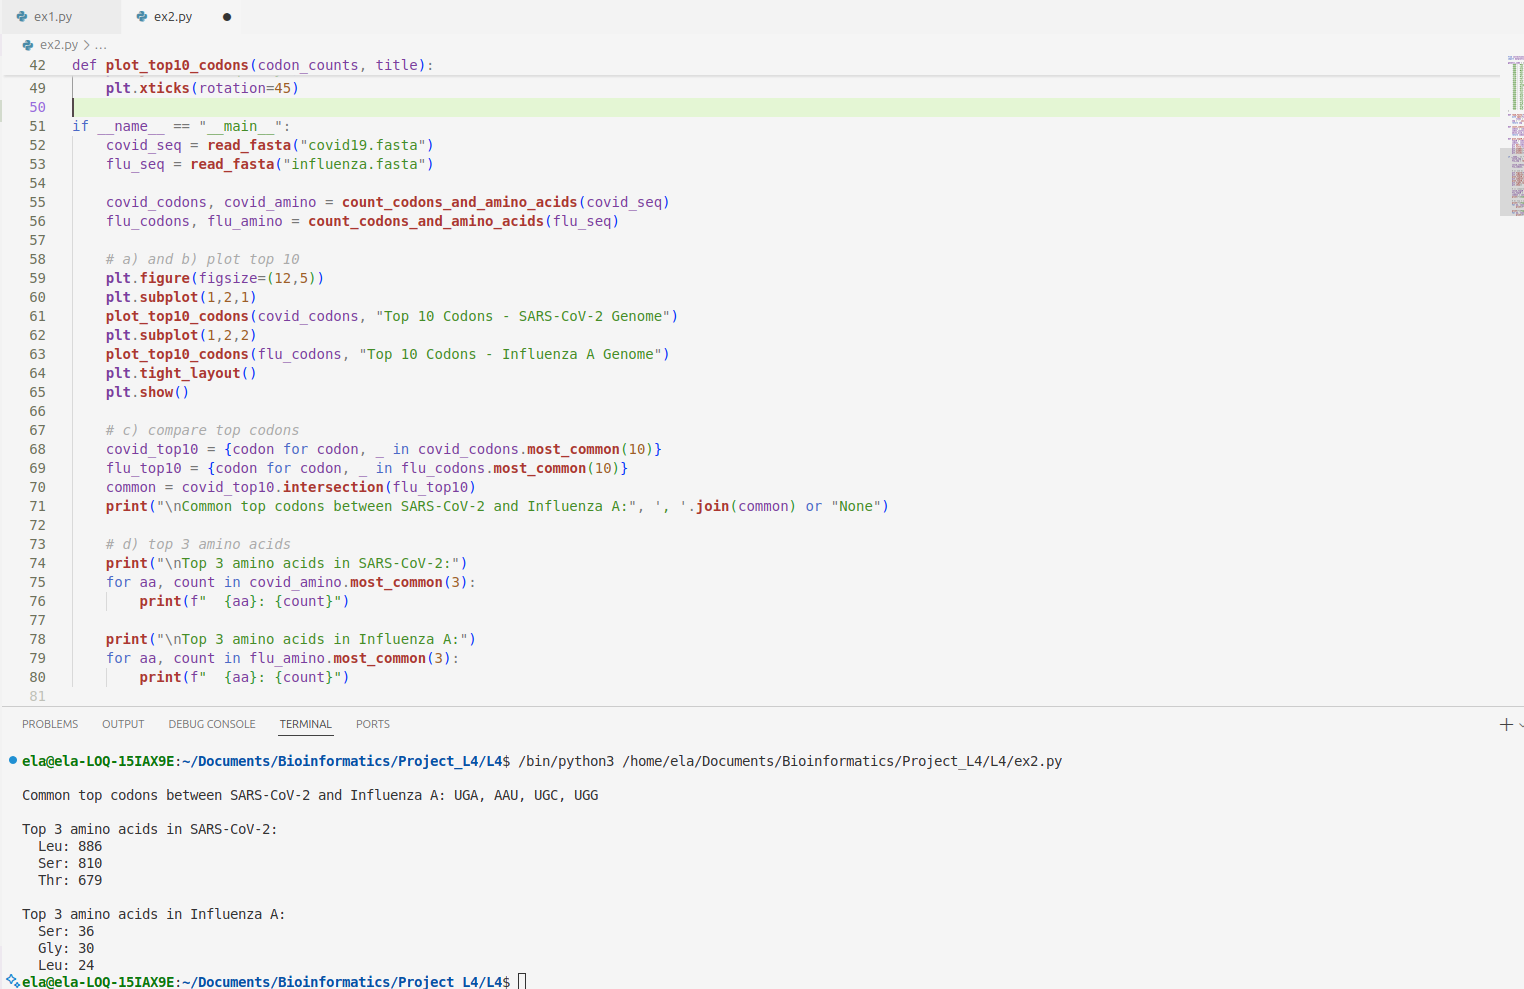 ex1.py
ex2.py
ex2.py > ...
42 def plot_top10_codons(codon_counts, title):
49 plt.xticks(rotation=45)
50
51 if __name__ == "__main__":
52 covid_seq = read_fasta("covid19.fasta")
53 flu_seq = read_fasta("influenza.fasta")
54
55 covid_codons, covid_amino = count_codons_and_amino_acids(covid_seq)
56 flu_codons, flu_amino = count_codons_and_amino_acids(flu_seq)
57
58 # a) and b) plot top 10
59 plt.figure(figsize=(12,5))
60 plt.subplot(1,2,1)
61 plot_top10_codons(covid_codons, "Top 10 Codons - SARS-CoV-2 Genome")
62 plt.subplot(1,2,2)
63 plot_top10_codons(flu_codons, "Top 10 Codons - Influenza A Genome")
64 plt.tight_layout()
65 plt.show()
66
67 # c) compare top codons
68 covid_top10 = {codon for codon, _ in covid_codons.most_common(10)}
69 flu_top10 = {codon for codon, _ in flu_codons.most_common(10)}
70 common = covid_top10.intersection(flu_top10)
71 print("\nCommon top codons between SARS-CoV-2 and Influenza A:", ', '.join(common) or "None")
72
73 # d) top 3 amino acids
74 print("\nTop 3 amino acids in SARS-CoV-2:")
75 for aa, count in covid_amino.most_common(3):
76 print(f"  {aa}: {count}")
77
78 print("\nTop 3 amino acids in Influenza A:")
79 for aa, count in flu_amino.most_common(3):
80 print(f"  {aa}: {count}")
81
PROBLEMS OUTPUT DEBUG CONSOLE TERMINAL PORTS
ela@ela-LOQ-15IAX9E:~/Documents/Bioinformatics/Project_L4/L4$ /bin/python3 /home/ela/Documents/Bioinformatics/Project_L4/L4/ex2.py
Common top codons between SARS-CoV-2 and Influenza A: UGA, AAU, UGC, UGG
Top 3 amino acids in SARS-CoV-2:
Leu: 886
Ser: 810
Thr: 679
Top 3 amino acids in Influenza A:
Ser: 36
Gly: 30
Leu: 24
ela@ela-LOQ-15IAX9E:~/Documents/Bioinformatics/Project_L4/L4$